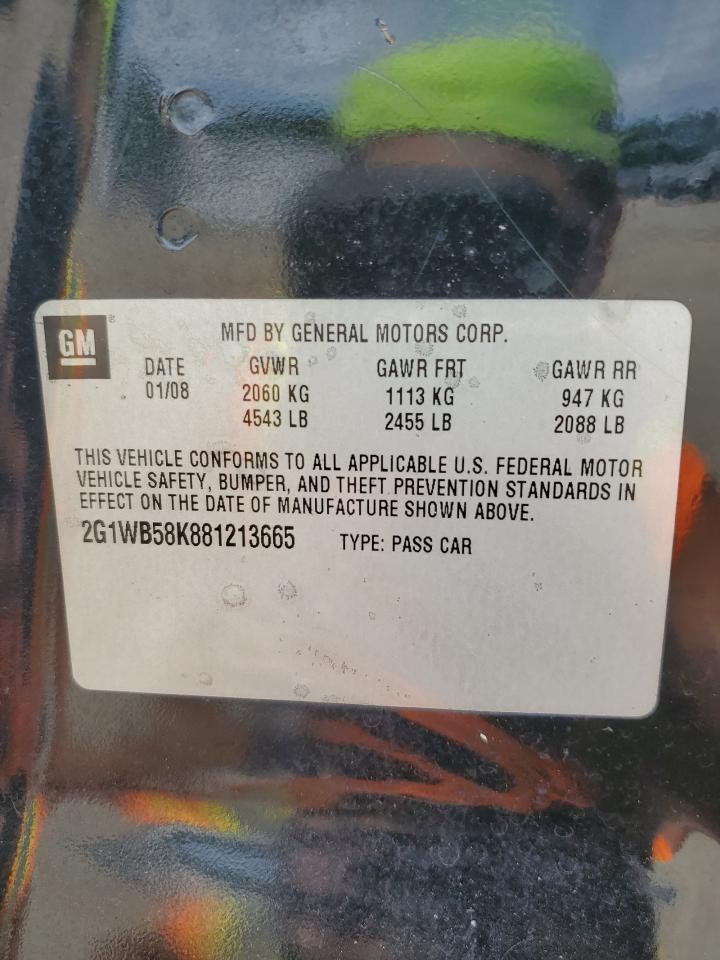 GM
MFD BY GENERAL MOTORS CORP.
DATE GVWR GAWR FRT GAWR RR
01/08 2060 KG 1113 KG 947 KG
4543 LB 2455 LB 2088 LB
THIS VEHICLE CONFORMS TO ALL APPLICABLE U.S. FEDERAL MOTOR
VEHICLE SAFETY, BUMPER, AND THEFT PREVENTION STANDARDS IN
EFFECT ON THE DATE OF MANUFACTURE SHOWN ABOVE.
2G1WB58K881213665 TYPE: PASS CAR